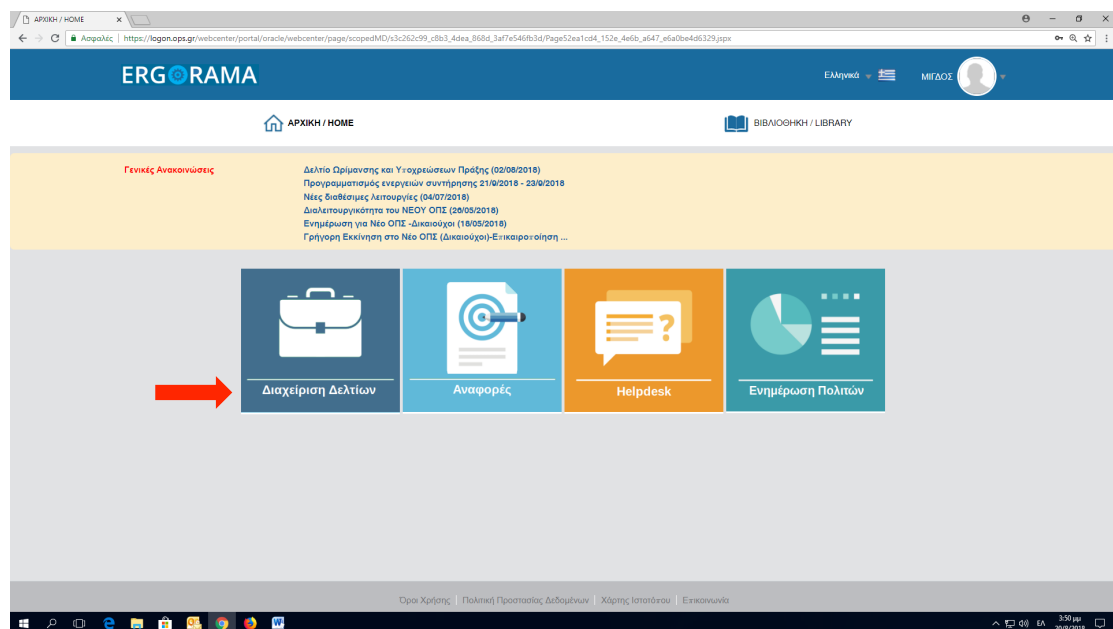 ΑΡΧΙΚΗ / HOME
Ασφαλές | https://logon.ops.gr/webcenter/portal/oracle/webcenter/page/scopedMD/s3c262c99_c8b3_4dea_868d_3af7e546fb3d/Page52ea1cd4_152e_4e6b_a647_e6a0be4d6329.jspx
ERGORAMA
Ελληνικά
ΜΙΓΔΟΣ
ΑΡΧΙΚΗ / HOME
ΒΙΒΛΙΟΘΗΚΗ / LIBRARY
Γενικές Ανακοινώσεις
Δελτίο Ωρίμανσης και Υποχρεώσεων Πράξης (02/08/2018)
Προγραμματισμός ενεργειών συντήρησης 21/9/2018 - 23/9/2018
Νέες διαθέσιμες λειτουργίες (04/07/2018)
Διαλειτουργικότητα του ΝΕΟΥ ΟΠΣ (26/05/2018)
Ενημέρωση για Νέο ΟΠΣ -Δικαιούχοι (18/05/2018)
Γρήγορη Εκκίνηση στο Νέο ΟΠΣ (Δικαιούχοι)-Επικαιροποίηση ...
Διαχείριση Δελτίων
Αναφορές
Helpdesk
Ενημέρωση Πολιτών
Όροι Χρήσης | Πολιτική Προστασίας Δεδομένων | Χάρτης Ιστοτόπου | Επικοινωνία
ΕΛ
3:50 μμ
20/9/2018